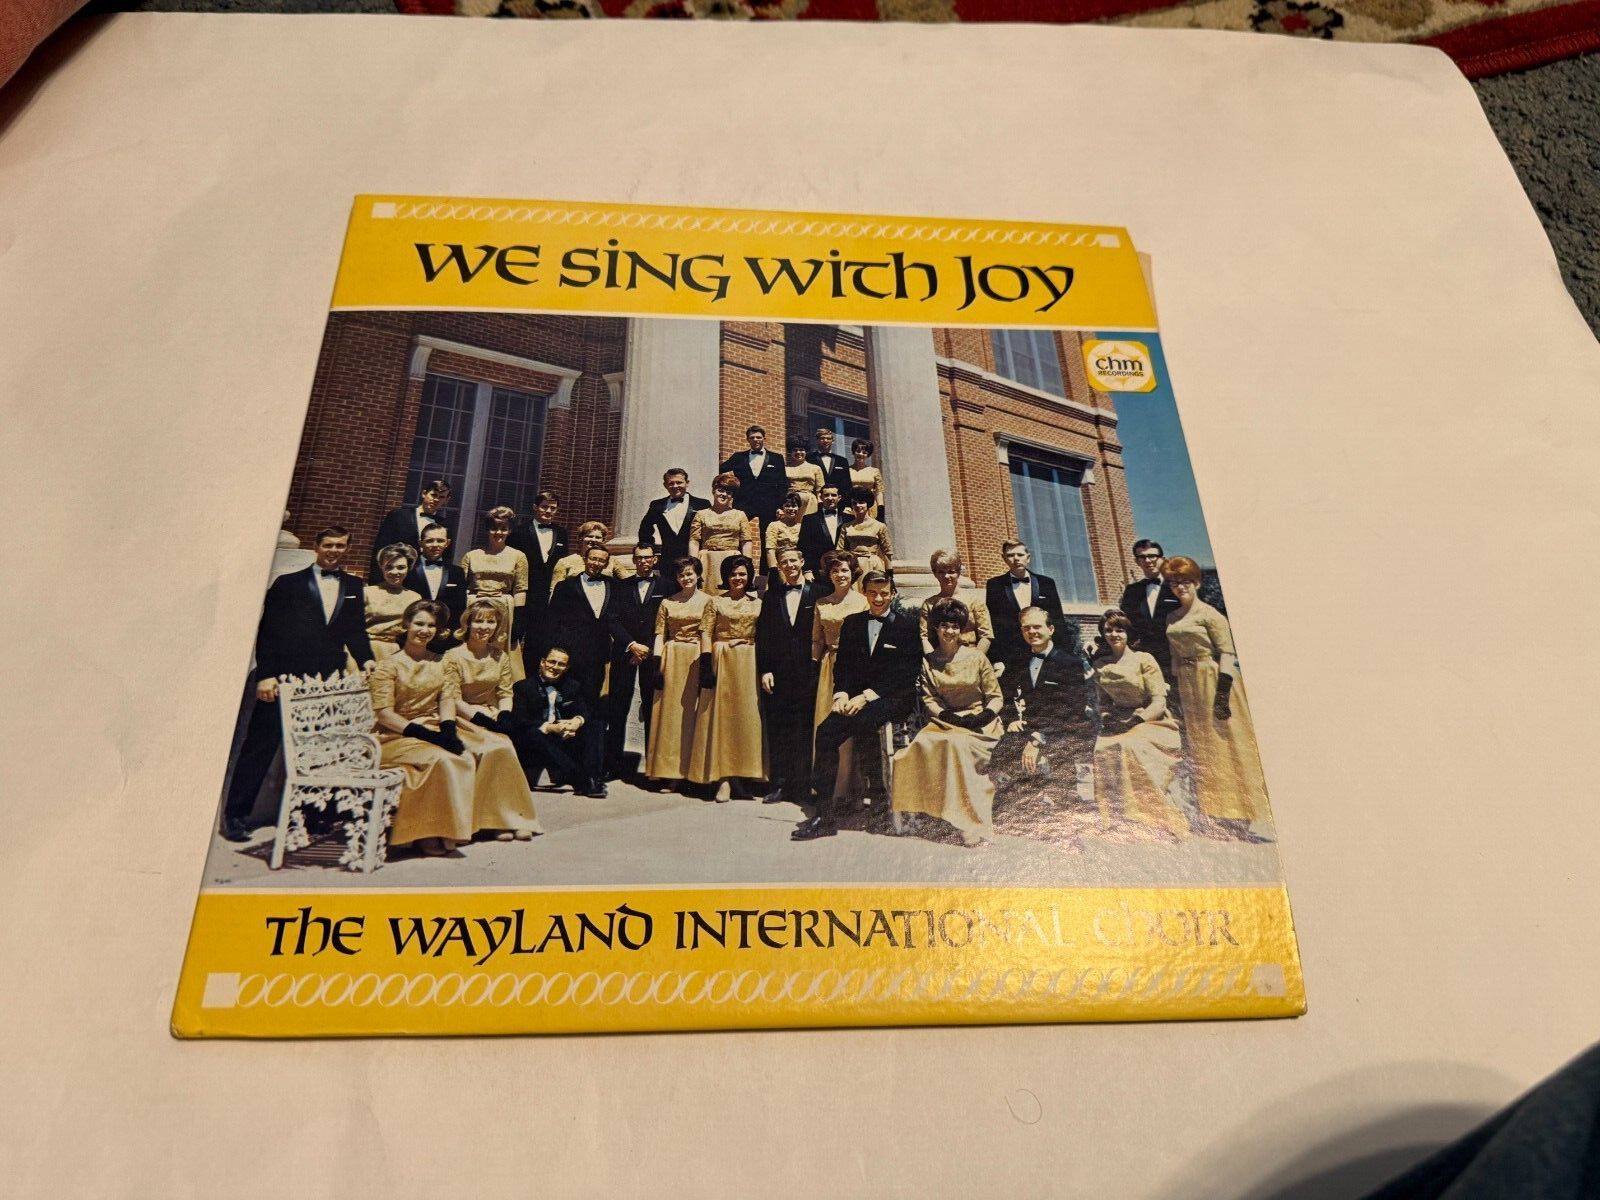 WE SING WITH JOY
chm
RECORDINGS
THE WAYLAND INTERNATIONAL CHOIR